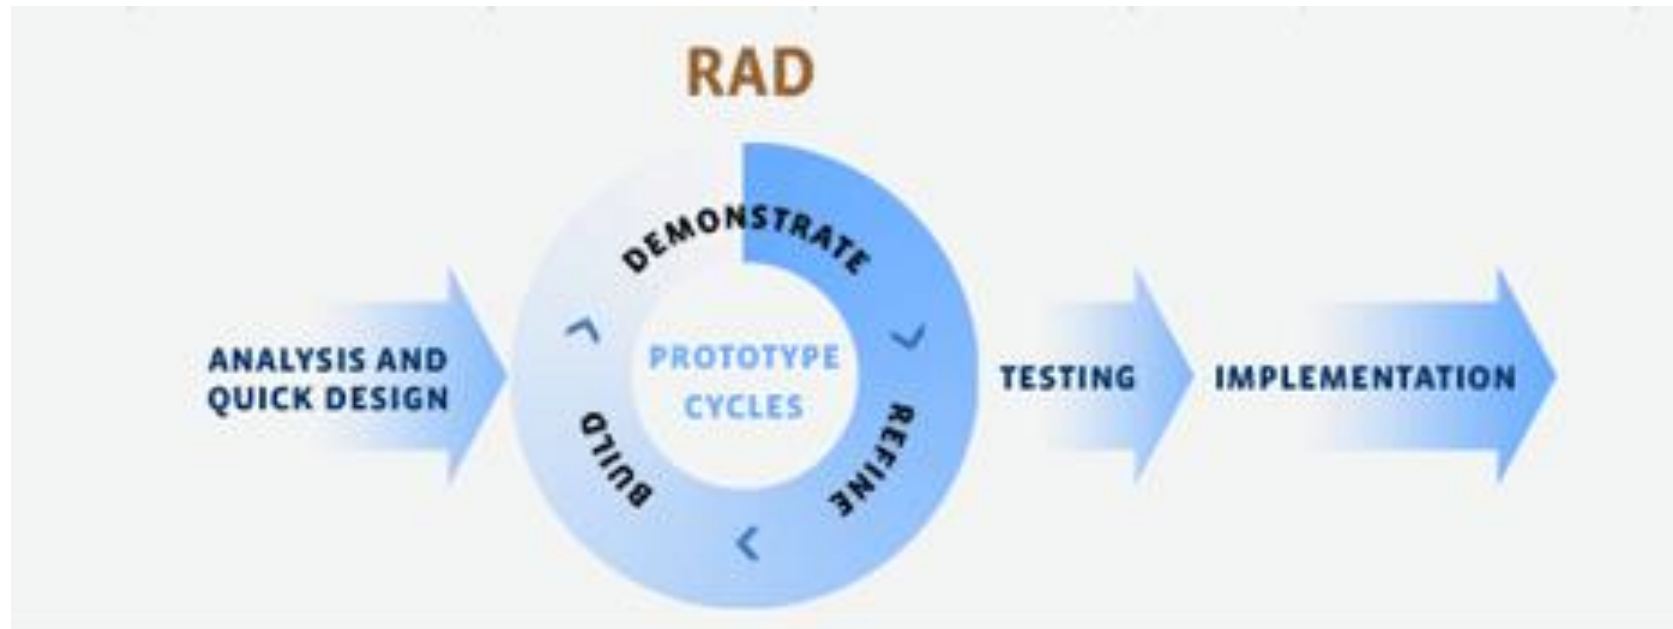 RAD
ANALYSIS AND
QUICK DESIGN
DEMONSTRATE
REFINE
BUILD
PROTOTYPE
CYCLES
TESTING
IMPLEMENTATION